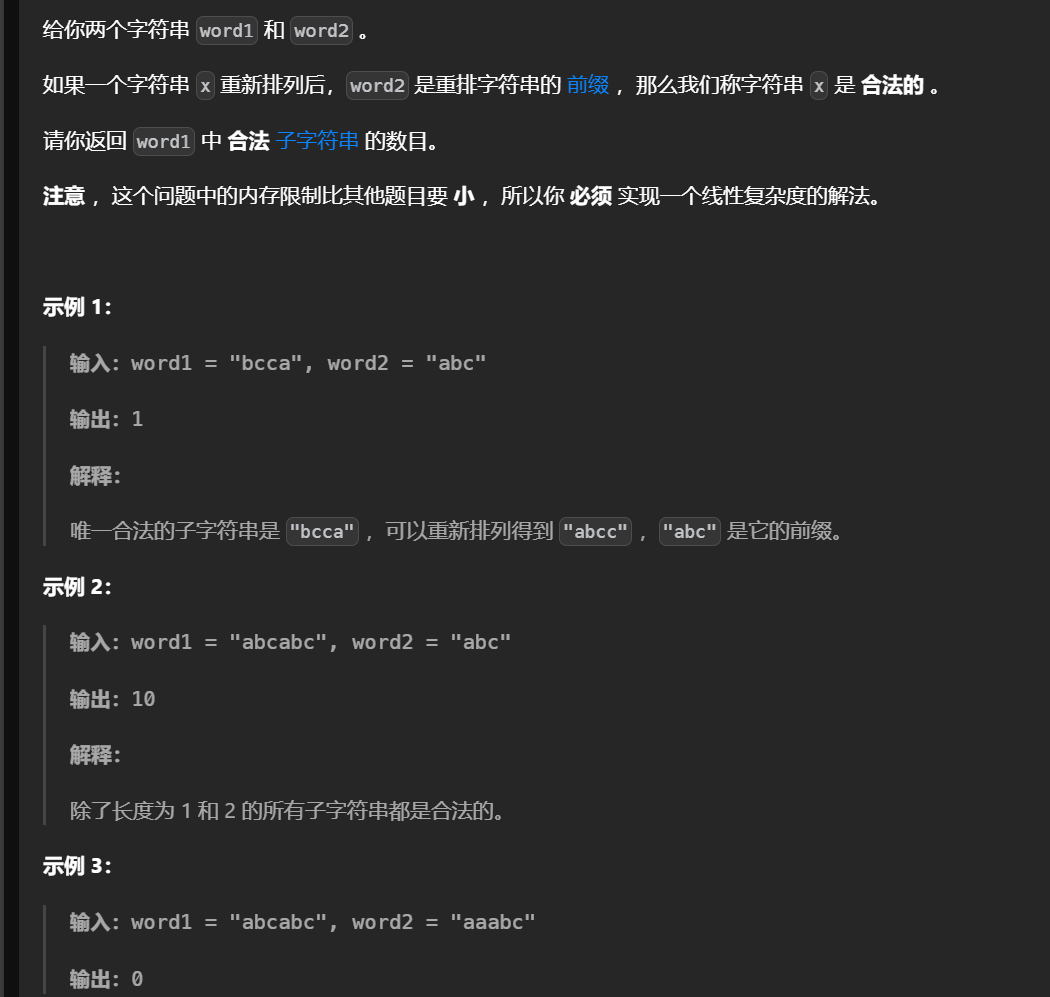 给你两个字符串 word1 和 word2 。
如果一个字符串 x 重新排列后，word2 是重排字符串的 前缀 ，那么我们称字符串 x 是 合法的 。
请你返回 word1 中 合法 子字符串 的数目。
注意 ，这个问题中的内存限制比其他题目要 小 ，所以你 必须 实现一个线性复杂度的解法。
示例 1：
输入：word1 = "bcca", word2 = "abc"
输出：1
解释：
唯一合法的子字符串是 "bcca" ，可以重新排列得到 "abcc" ，"abc" 是它的前缀。
示例 2：
输入：word1 = "abcabc", word2 = "abc"
输出：10
解释：
除了长度为 1 和 2 的所有子字符串都是合法的。
示例 3：
输入：word1 = "abcabc", word2 = "aaabc"
输出：0